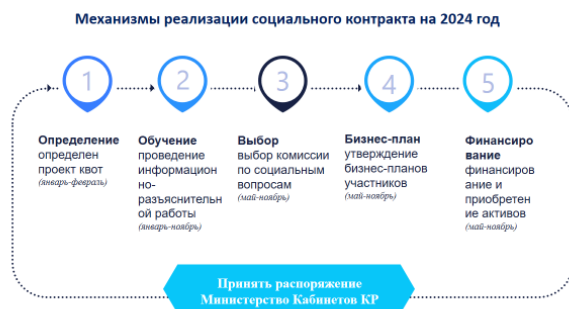 Механизмы реализации социального контракта на 2024 год
1
2
3
4
5
Определение
определен
проект квот
(январь-февраль)
Обучение
проведение
информацион
но-
разъяснительн
ой работы
(январь-ноябрь)
Выбор
выбор комиссии
по социальным
вопросам
(май-ноябрь)
Бизнес-план
утверждение
бизнес-планов
участников
(май-ноябрь)
Финансиро
вание
финансиров
ание и
приобретен
ие активов
(май-ноябрь)
Принять распоряжение
Министерство Кабинетов КР